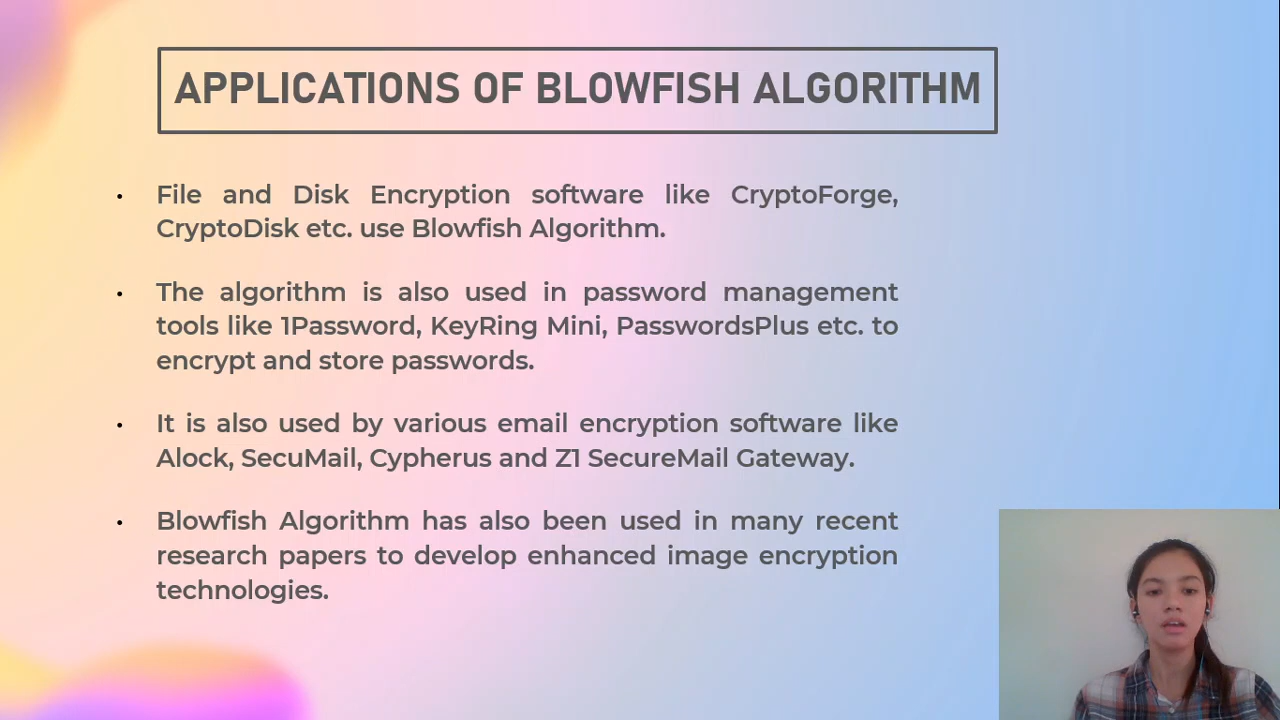 APPLICATIONS OF BLOWFISH ALGORITHM
• File and Disk Encryption software like CryptoForge,
CryptoDisk etc. use Blowfish Algorithm.
• The algorithm is also used in password management
tools like 1Password, KeyRing Mini, PasswordsPlus etc. to
encrypt and store passwords.
• It is also used by various email encryption software like
Alock, SecuMail, Cypherus and Z1 SecureMail Gateway.
• Blowfish Algorithm has also been used in many recent
research papers to develop enhanced image encryption
technologies.